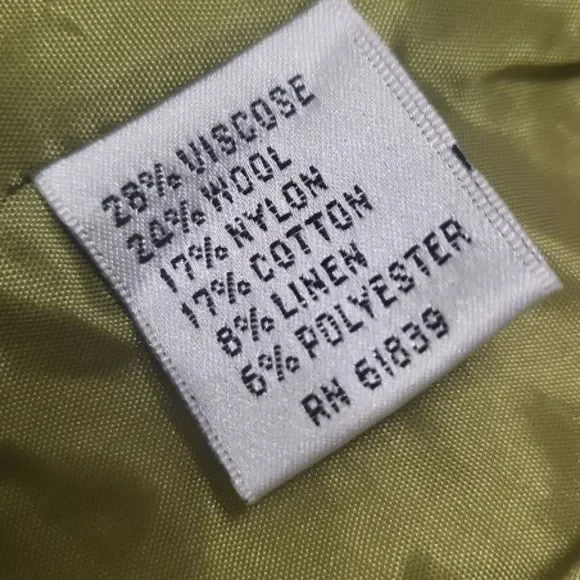 28% VISCOSE
24% WOOL
17% NYLON
17% COTTON
8% LINEN
6% POLYESTER
RN 61839